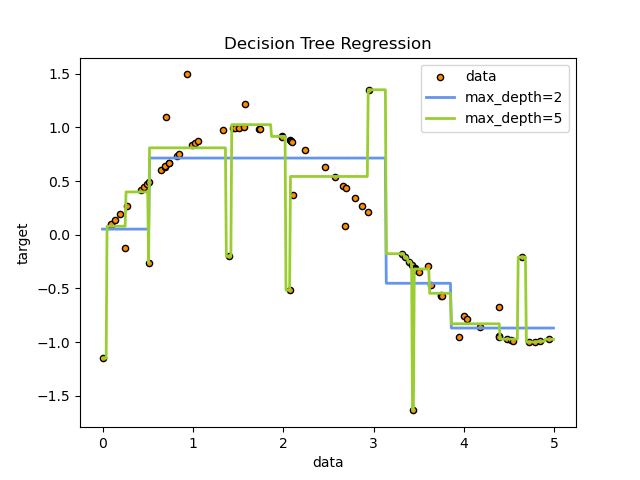 Decision Tree Regression
data
max_depth=2
max_depth=5
target
1.5
1.0
0.5
0.0
−0.5
−1.0
−1.5
0 1 2 3 4 5
data